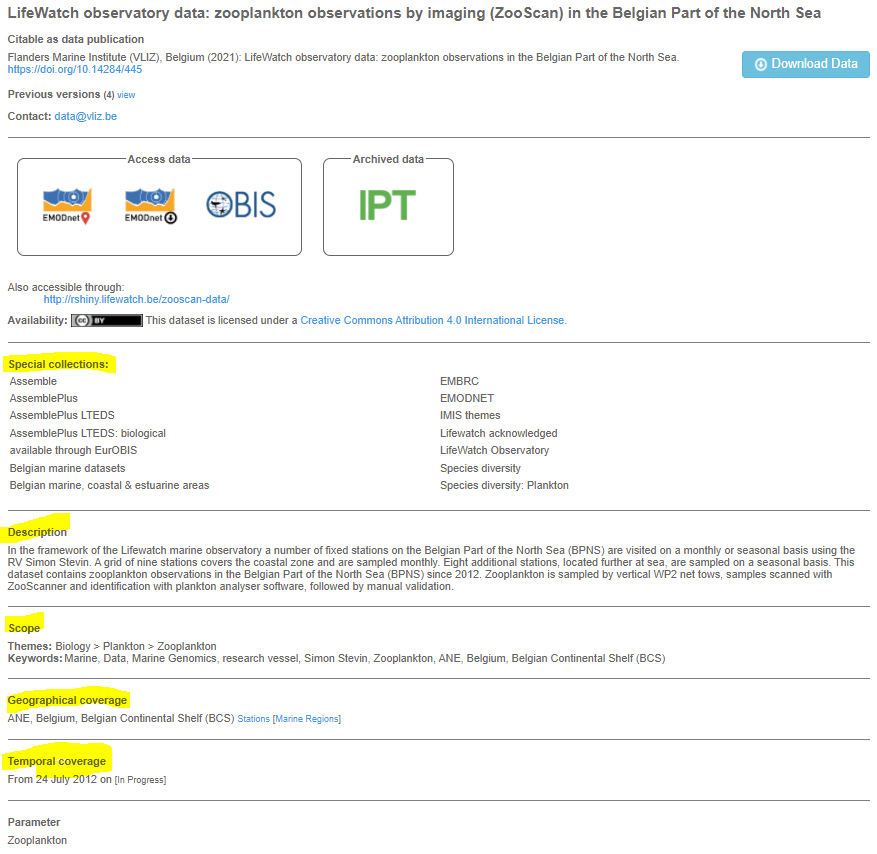 LifeWatch observatory data: zooplankton observations by imaging (ZooScan) in the Belgian Part of the North Sea
Citable as data publication
Flanders Marine Institute (VLIZ), Belgium (2021): LifeWatch observatory data: zooplankton observations in the Belgian Part of the North Sea.
https://doi.org/10.14284/445
Download Data
Previous versions (4) view
Contact: data@vliz.be
Access data
Archived data
EMODnet
EMODnet
OBIS
IPT
Also accessible through:
http://rshiny.lifewatch.be/zooscan-data/
Availability: cc BY This dataset is licensed under a Creative Commons Attribution 4.0 International License.
Special collections:
Assemble
EMBRC
AssemblePlus
EMODNET
AssemblePlus LTEDS
IMIS themes
AssemblePlus LTEDS: biological
Lifewatch acknowledged
available through EurOBIS
LifeWatch Observatory
Belgian marine datasets
Species diversity
Belgian marine, coastal & estuarine areas
Species diversity: Plankton
Description
In the framework of the Lifewatch marine observatory a number of fixed stations on the Belgian Part of the North Sea (BPNS) are visited on a monthly or seasonal basis using the
RV Simon Stevin. A grid of nine stations covers the coastal zone and are sampled monthly. Eight additional stations, located further at sea, are sampled on a seasonal basis. This
dataset contains zooplankton observations in the Belgian Part of the North Sea (BPNS) since 2012. Zooplankton is sampled by vertical WP2 net tows, samples scanned with
ZooScanner and identification with plankton analyser software, followed by manual validation.
Scope
Themes: Biology > Plankton > Zooplankton
Keywords: Marine, Data, Marine Genomics, research vessel, Simon Stevin, Zooplankton, ANE, Belgium, Belgian Continental Shelf (BCS)
Geographical coverage
ANE, Belgium, Belgian Continental Shelf (BCS) Stations [Marine Regions]
Temporal coverage
From 24 July 2012 on [In Progress]
Parameter
Zooplankton